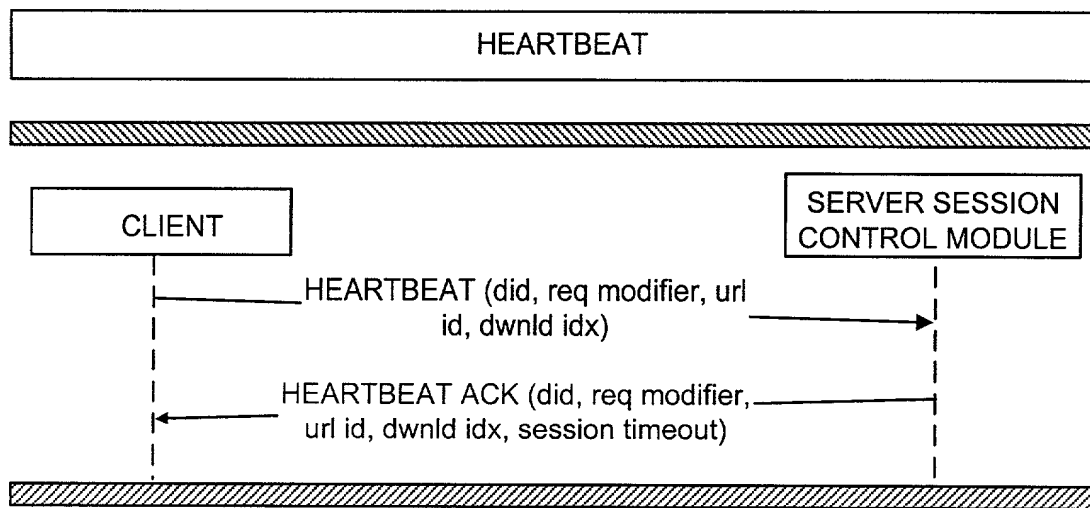 HEARTBEAT
CLIENT
SERVER SESSION
CONTROL MODULE
HEARTBEAT (did, req modifier, url
id, dwnld idx)
HEARTBEAT ACK (did, req modifier,
url id, dwnld idx, session timeout)